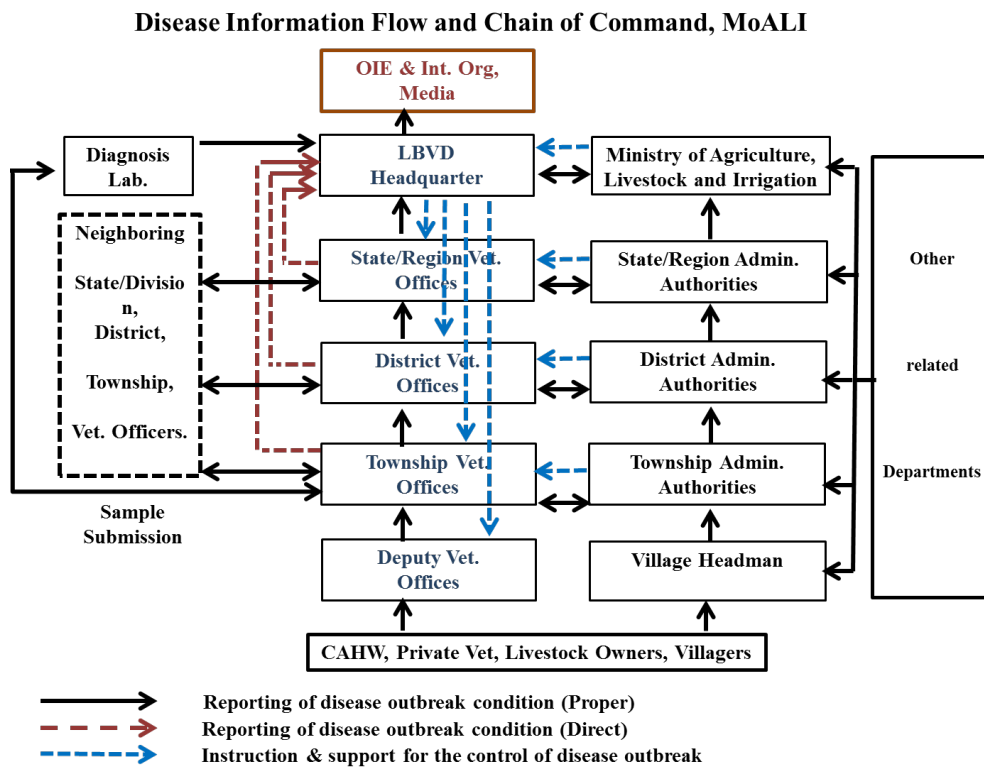 Disease Information Flow and Chain of Command, MoALI
OIE & Int. Org,
Media
Diagnosis
Lab.
LBVD
Headquarter
Ministry of Agriculture,
Livestock and Irrigation
Neighboring
State/Divisio
n,
District,
Township,
Vet. Officers.
State/Region Vet.
Offices
State/Region Admin.
Authorities
District Vet.
Offices
District Admin.
Authorities
Township Vet.
Offices
Township Admin.
Authorities
Other
related
Departments
Sample
Submission
Deputy Vet.
Offices
Village Headman
CAHW, Private Vet, Livestock Owners, Villagers
Reporting of disease outbreak condition (Proper)
Reporting of disease outbreak condition (Direct)
Instruction & support for the control of disease outbreak